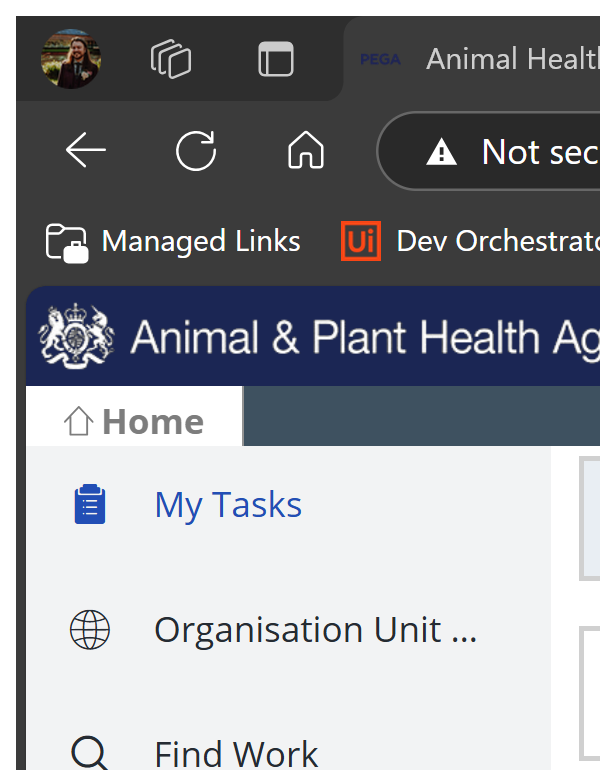 PEGA Animal Healt
Not sec
Managed Links Ui Dev Orchestrato
Animal & Plant Health Ag
Home
My Tasks
Organisation Unit ...
Find Work